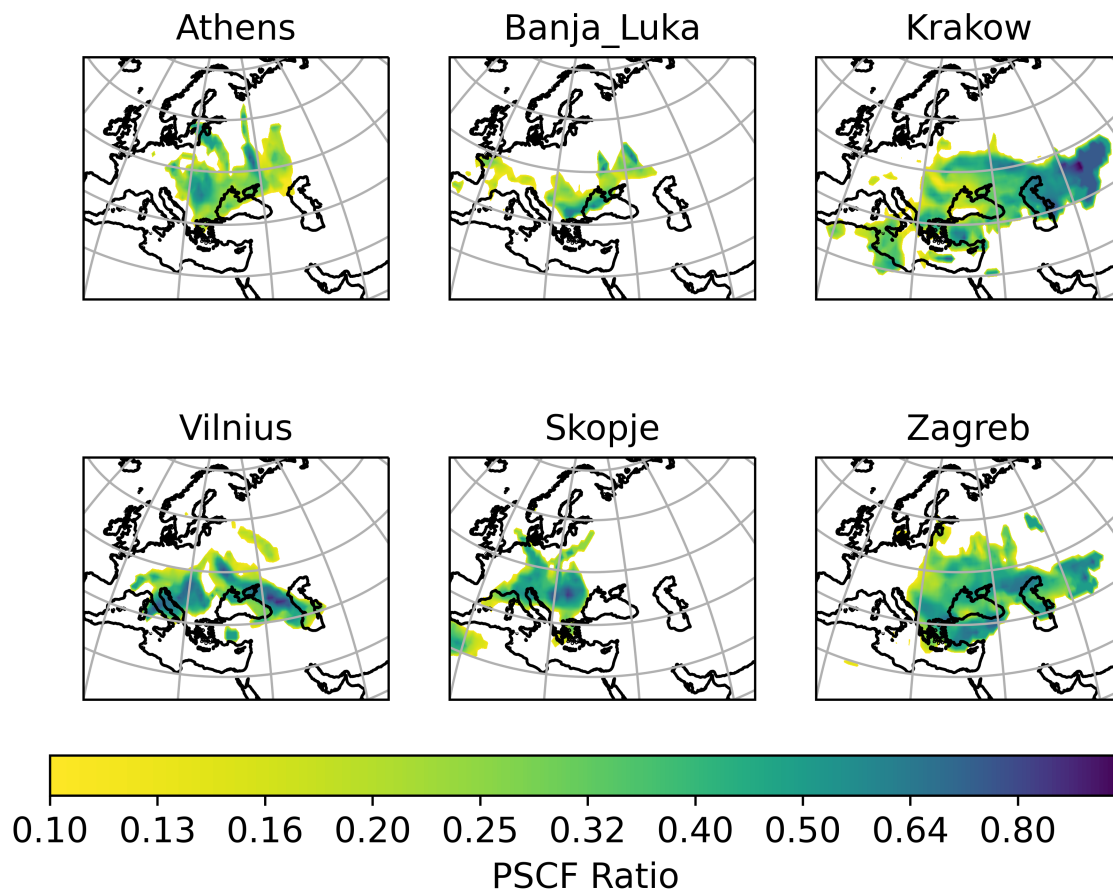 Athens Banja_Luka Krakow
Vilnius Skopje Zagreb
0.10 0.13 0.16 0.20 0.25 0.32 0.40 0.50 0.64 0.80
PSCF Ratio